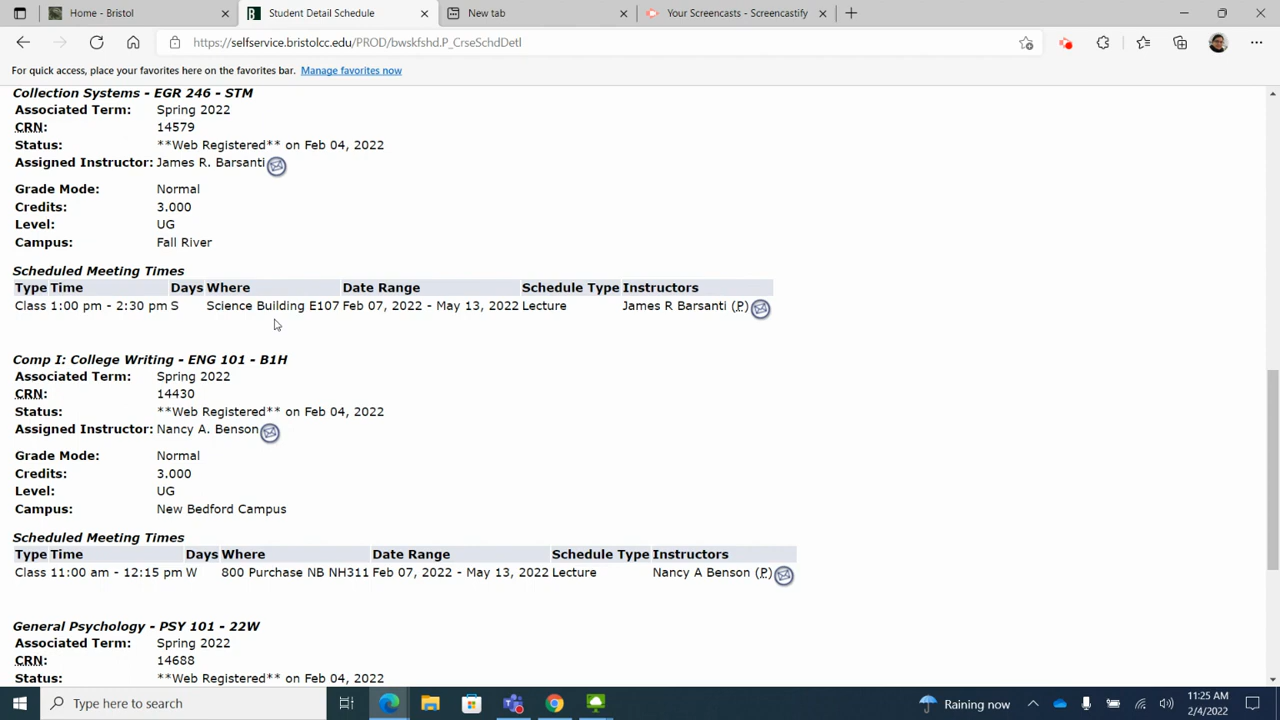 Home - Bristol
Student Detail Schedule
New tab
Your Screencasts - Screencastify
https://selfservice.bristolcc.edu/PROD/bwskfshd.P_CrseSchdDetl
For quick access, place your favorites here on the favorites bar. Manage favorites now
Collection Systems - EGR 246 - STM
Associated Term: Spring 2022
CRN: 14579
Status: **Web Registered** on Feb 04, 2022
Assigned Instructor: James R. Barsanti
Grade Mode: Normal
Credits: 3.000
Level: UG
Campus: Fall River
Scheduled Meeting Times
Type Time Days Where Date Range Schedule Type Instructors
Class 1:00 pm - 2:30 pm S Science Building E107 Feb 07, 2022 - May 13, 2022 Lecture James R Barsanti (P)
Comp I: College Writing - ENG 101 - B1H
Associated Term: Spring 2022
CRN: 14430
Status: **Web Registered** on Feb 04, 2022
Assigned Instructor: Nancy A. Benson
Grade Mode: Normal
Credits: 3.000
Level: UG
Campus: New Bedford Campus
Scheduled Meeting Times
Type Time Days Where Date Range Schedule Type Instructors
Class 11:00 am - 12:15 pm W 800 Purchase NB NH311 Feb 07, 2022 - May 13, 2022 Lecture Nancy A Benson (P)
General Psychology - PSY 101 - 22W
Associated Term: Spring 2022
CRN: 14688
Status: **Web Registered** on Feb 04, 2022
Type here to search
Raining now
11:25 AM
2/4/2022